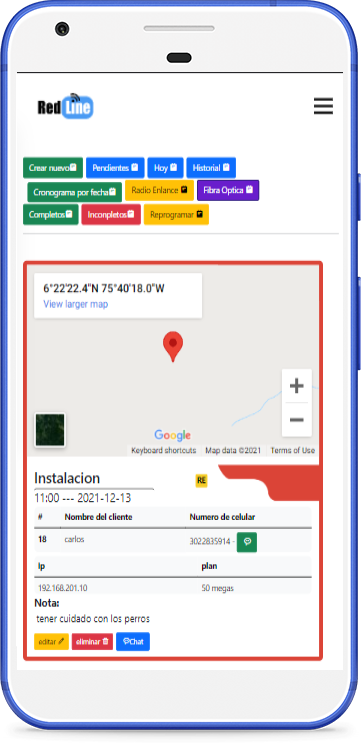 Red Line
Crear nuevo Pendientes Hoy Historial
Cronograma por fecha Radio Enlance Fibra Optica
Completos Inconpletos Reprogramar
6°22'22.4"N 75°40'18.0"W
View larger map
Google
Keyboard shortcuts Map data ©2021 Terms of Use
Instalacion RE
11:00 --- 2021-12-13
# Nombre del cliente Numero de celular
18 carlos 3022835914 -
Ip plan
192.168.201.10 50 megas
Nota:
tener cuidado con los perros
editar eliminar Chat